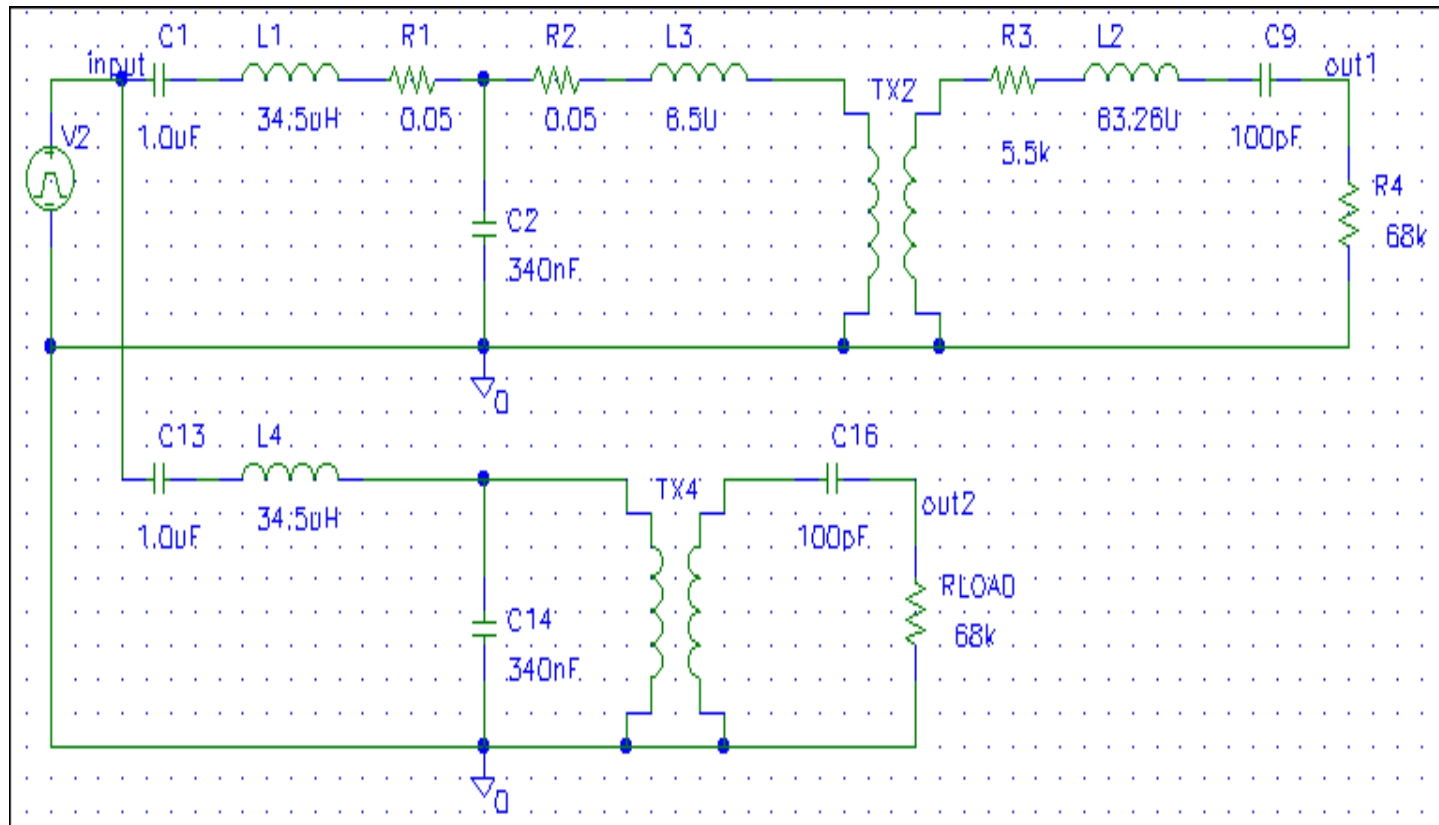 C1 L1 R1 R2 L3 R3 L2 C9
input out1
TX2
34.5uH 0.05 0.05 6.5U 63.26U
V2 1.0uF 100pF
5.5k
R4
C2
68k
340nF
0
C13 L4 C16
TX4
out2
34.5uH
1.0uF 100pF
RLOAD
C14
68k
340nF
0